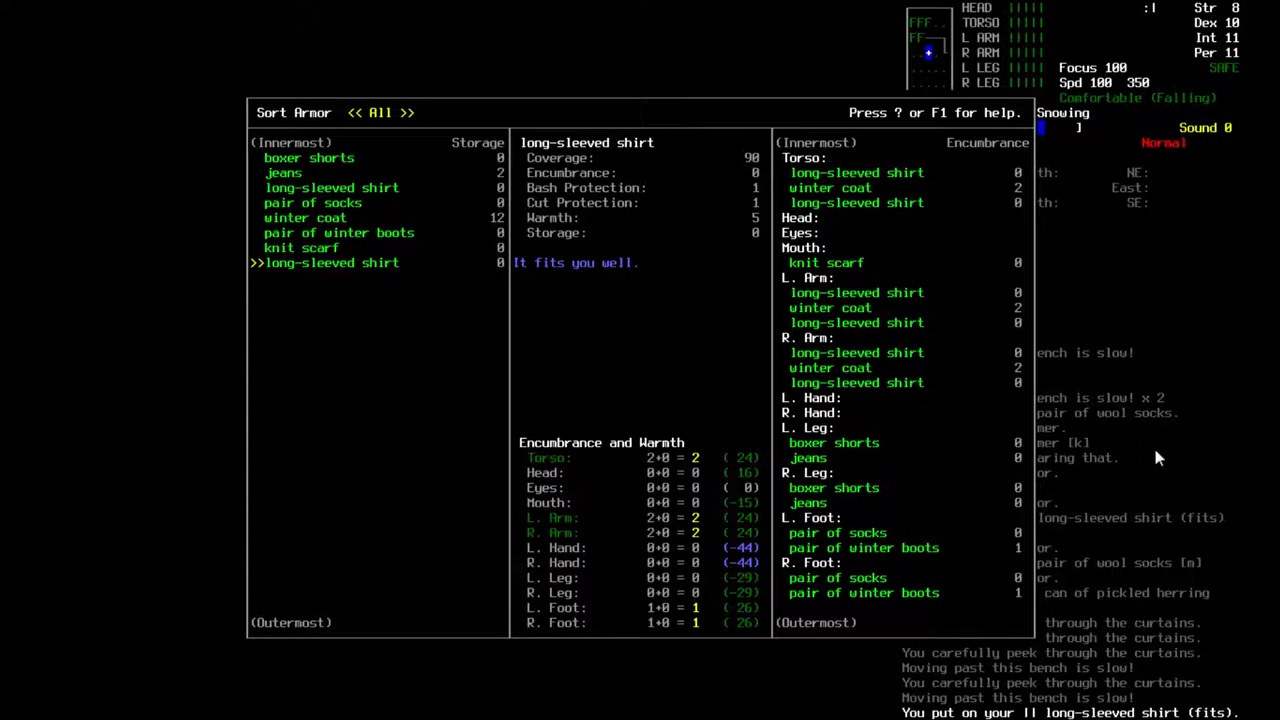 HEAD ||||| :| Str 8
FFF.. TORSO ||||| Dex 10
FF L ARM ||||| Int 11
R ARM ||||| Per 11
L LEG ||||| Focus 100 SAFE
R LEG ||||| Spd 100 350
Comfortable (Falling)
Sort Armor << All >> Press ? or F1 for help. Snowing
] Sound 0
(Innermost) Storage long-sleeved shirt (Innermost) Encumbrance Normal
boxer shorts 0 Coverage: 90 Torso:
jeans 2 Encumbrance: 0 long-sleeved shirt 0 th: NE:
long-sleeved shirt 0 Bash Protection: 1 winter coat 2 East:
pair of socks 0 Cut Protection: 1 long-sleeved shirt 0 th: SE:
winter coat 12 Warmth: 5 Head:
pair of winter boots 0 Storage: 0 Eyes:
knit scarf 0 Mouth:
>>long-sleeved shirt 0 It fits you well. knit scarf 0
L. Arm:
long-sleeved shirt 0
winter coat 2
long-sleeved shirt 0
R. Arm:
long-sleeved shirt 0 ench is slow!
winter coat 2
long-sleeved shirt 0
L. Hand: ench is slow! x 2
R. Hand: pair of wool socks.
L. Leg: mer.
Encumbrance and Warmth boxer shorts 0 mer [k]
Torso: 2+0 = 2 ( 24) jeans 0 aring that.
Head: 0+0 = 0 ( 16) R. Leg: or.
Eyes: 0+0 = 0 ( 0) boxer shorts 0
Mouth: 0+0 = 0 (-15) jeans 0 or.
L. Arm: 2+0 = 2 ( 24) L. Foot: long-sleeved shirt (fits)
R. Arm: 2+0 = 2 ( 24) pair of socks 0
L. Hand: 0+0 = 0 (-44) pair of winter boots 1 or.
R. Hand: 0+0 = 0 (-44) R. Foot: pair of wool socks [m]
L. Leg: 0+0 = 0 (-29) pair of socks 0 or.
R. Leg: 0+0 = 0 (-29) pair of winter boots 1 can of pickled herring
L. Foot: 1+0 = 1 ( 26)
(Outermost) R. Foot: 1+0 = 1 ( 26) (Outermost) through the curtains.
through the curtains.
You carefully peek through the curtains.
Moving past this bench is slow!
You carefully peek through the curtains.
Moving past this bench is slow!
You put on your || long-sleeved shirt (fits).